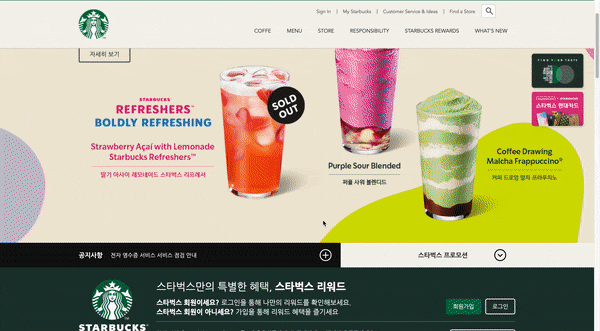 Sign In | My Starbucks | Customer Service & Ideas | Find a Store
COFFE MENU STORE RESPONSIBILITY STARBUCKS REWARDS WHAT'S NEW
자세히 보기
STARBUCKS
REFRESHERS™
BOLDLY REFRESHING
SOLD
OUT
Strawberry Açaí with Lemonade
Starbucks Refreshers™
딸기 아사이 레모네이드 스타벅스 리프레셔
Purple Sour Blended
퍼플 사워 블렌디드
Coffee Drawing
Malcha Frappuccino®
커피 드로잉 말차 프라푸치노
스타벅스 현대카드
공지사항 전자 영수증 서비스 서비스 점검 안내
스타벅스 프로모션
스타벅스만의 특별한 혜택, 스타벅스 리워드
스타벅스 회원이세요? 로그인을 통해 나만의 리워드를 확인해보세요.
스타벅스 회원이 아니세요? 가입을 통해 리워드 혜택을 즐기세요
회원가입 로그인
STARBUCKS